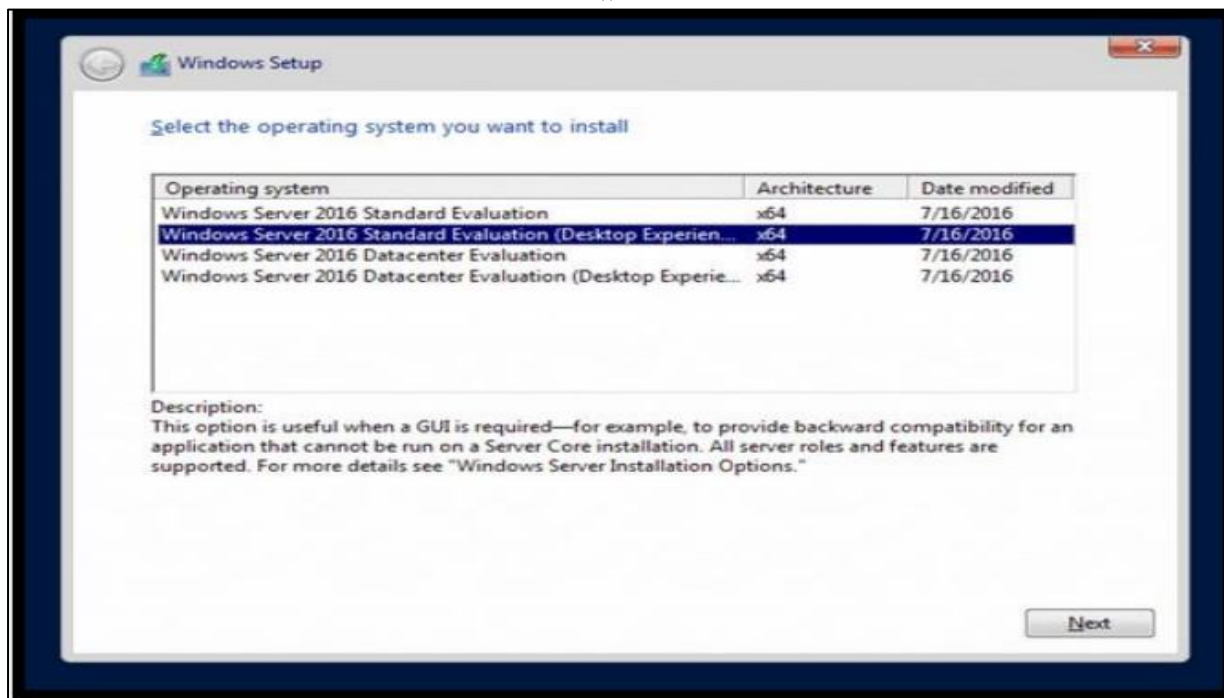 Windows Setup
Select the operating system you want to install
Operating system Architecture Date modified
Windows Server 2016 Standard Evaluation x64 7/16/2016
Windows Server 2016 Standard Evaluation (Desktop Experien... x64 7/16/2016
Windows Server 2016 Datacenter Evaluation x64 7/16/2016
Windows Server 2016 Datacenter Evaluation (Desktop Experie... x64 7/16/2016
Description:
This option is useful when a GUI is required—for example, to provide backward compatibility for an
application that cannot be run on a Server Core installation. All server roles and features are
supported. For more details see "Windows Server Installation Options."
Next